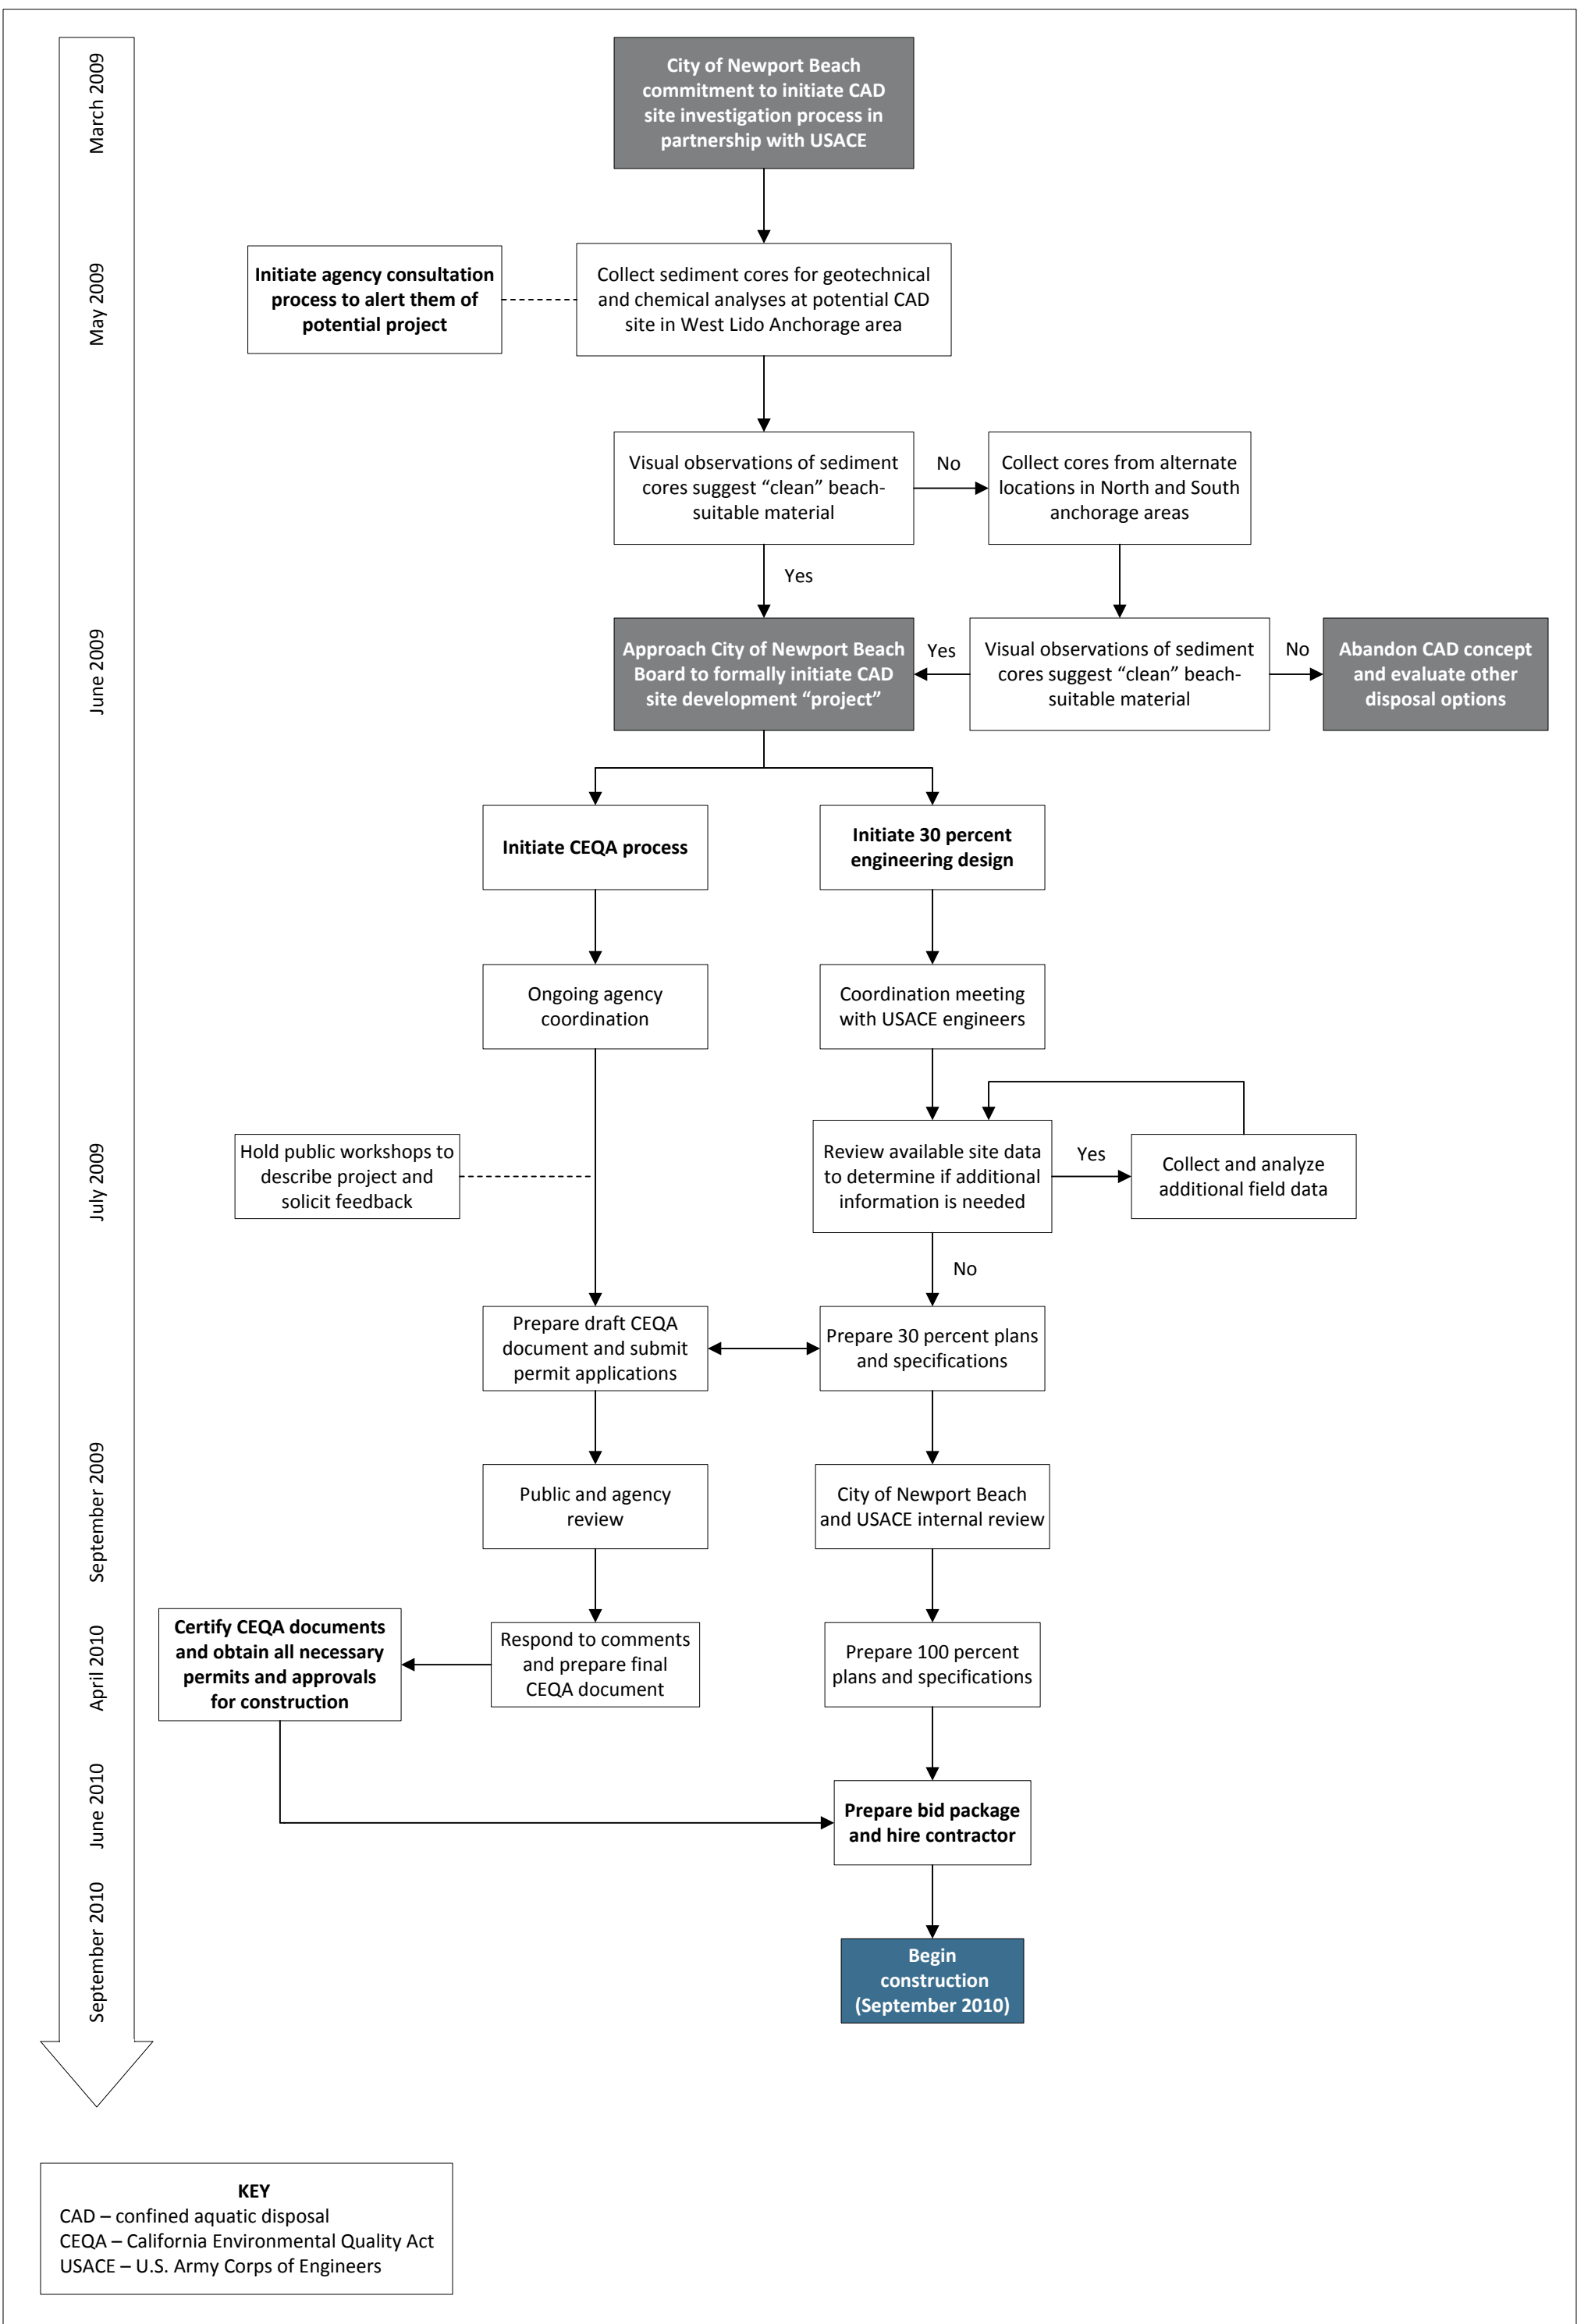 March 2009
City of Newport Beach
commitment to initiate CAD
site investigation process in
partnership with USACE
May 2009
Initiate agency consultation
process to alert them of
potential project
Collect sediment cores for geotechnical
and chemical analyses at potential CAD
site in West Lido Anchorage area
Visual observations of sediment
cores suggest “clean” beach-
suitable material
No
Collect cores from alternate
locations in North and South
anchorage areas
Yes
June 2009
Approach City of Newport Beach
Board to formally initiate CAD
site development “project”
Yes
Visual observations of sediment
cores suggest “clean” beach-
suitable material
No
Abandon CAD concept
and evaluate other
disposal options
Initiate CEQA process
Initiate 30 percent
engineering design
Ongoing agency
coordination
Coordination meeting
with USACE engineers
July 2009
Hold public workshops to
describe project and
solicit feedback
Review available site data
to determine if additional
information is needed
Yes
Collect and analyze
additional field data
No
Prepare draft CEQA
document and submit
permit applications
Prepare 30 percent plans
and specifications
September 2009
Public and agency
review
City of Newport Beach
and USACE internal review
April 2010
Certify CEQA documents
and obtain all necessary
permits and approvals
for construction
Respond to comments
and prepare final
CEQA document
Prepare 100 percent
plans and specifications
June 2010
Prepare bid package
and hire contractor
September 2010
Begin
construction
(September 2010)
KEY
CAD – confined aquatic disposal
CEQA – California Environmental Quality Act
USACE – U.S. Army Corps of Engineers